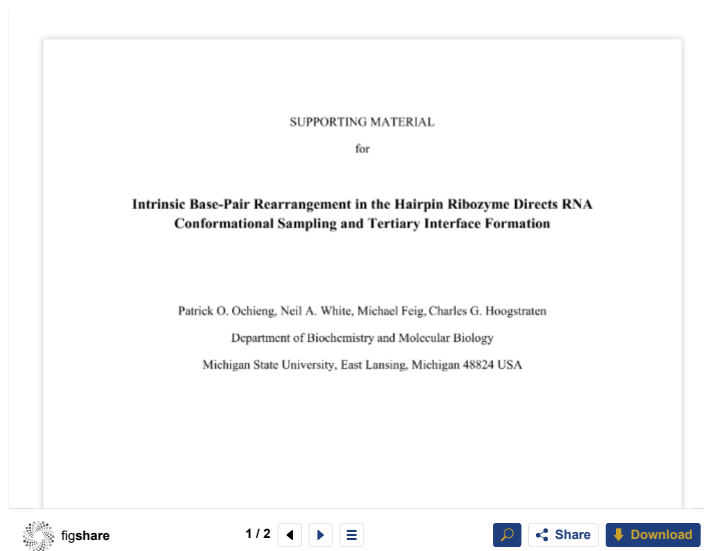 SUPPORTING MATERIAL
for
Intrinsic Base-Pair Rearrangement in the Hairpin Ribozyme Directs RNA
Conformational Sampling and Tertiary Interface Formation
Patrick O. Ochieng, Neil A. White, Michael Feig, Charles G. Hoogstraten
Department of Biochemistry and Molecular Biology
Michigan State University, East Lansing, Michigan 48824 USA
figshare
1 / 2
Share
Download